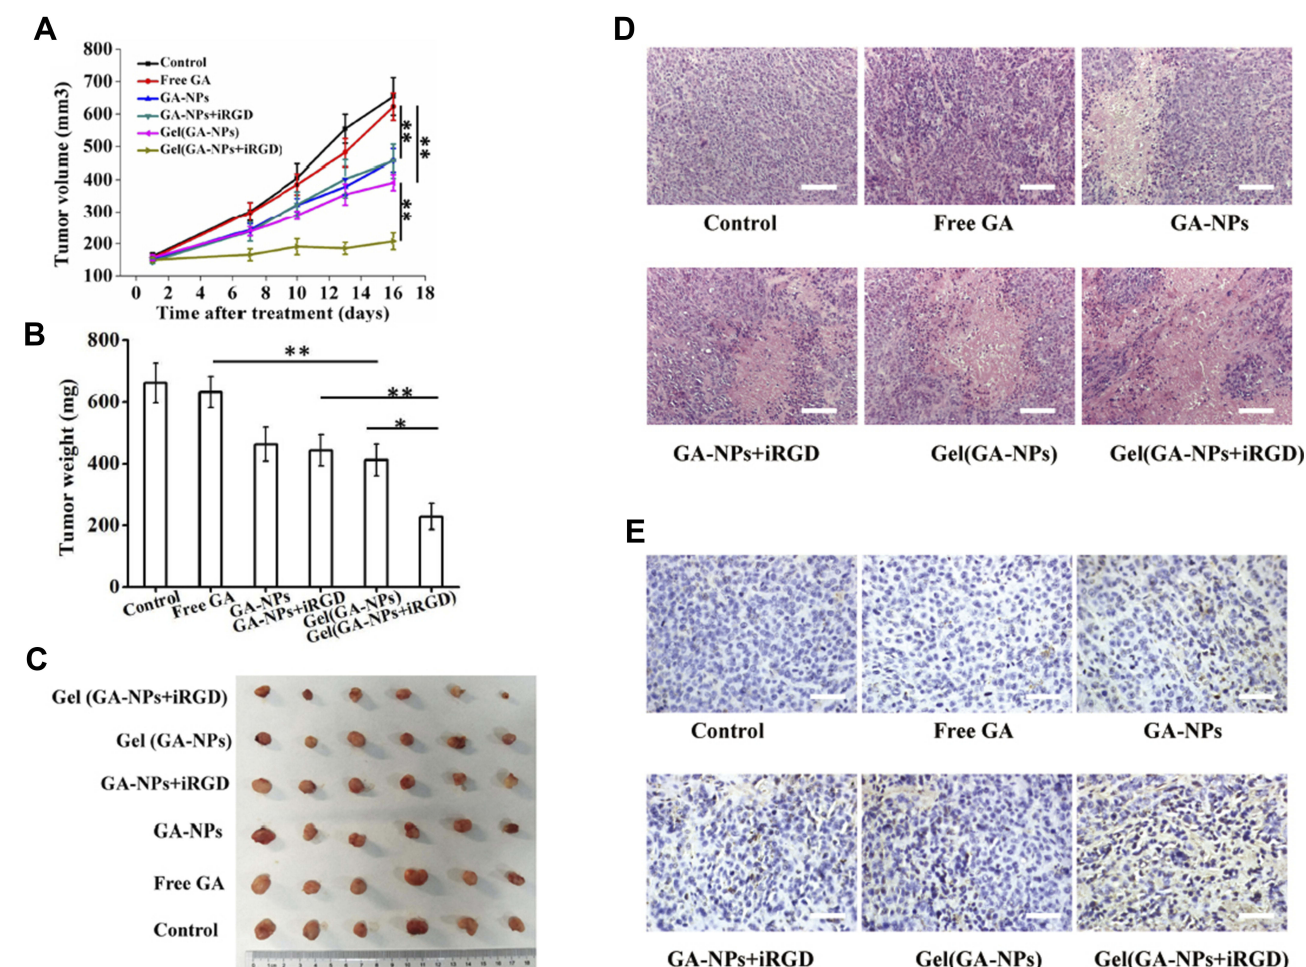 A
800
700
600
500
400
300
200
100
Tumor volume (mm3)
Control
Free GA
GA-NPs
GA-NPs+iRGD
Gel(GA-NPs)
Gel(GA-NPs+iRGD)
**
**
**
0 2 4 6 8 10 12 14 16 18
Time after treatment (days)
B
800
600
400
200
0
Tumor weight (mg)
**
**
*
Control
Free GA
GA-NPs
GA-NPs+iRGD
Gel(GA-NPs)
Gel(GA-NPs+iRGD)
C
Gel (GA-NPs+iRGD)
Gel (GA-NPs)
GA-NPs+iRGD
GA-NPs
Free GA
Control
D
Control Free GA GA-NPs
GA-NPs+iRGD Gel(GA-NPs) Gel(GA-NPs+iRGD)
E
Control Free GA GA-NPs
GA-NPs+iRGD Gel(GA-NPs) Gel(GA-NPs+iRGD)